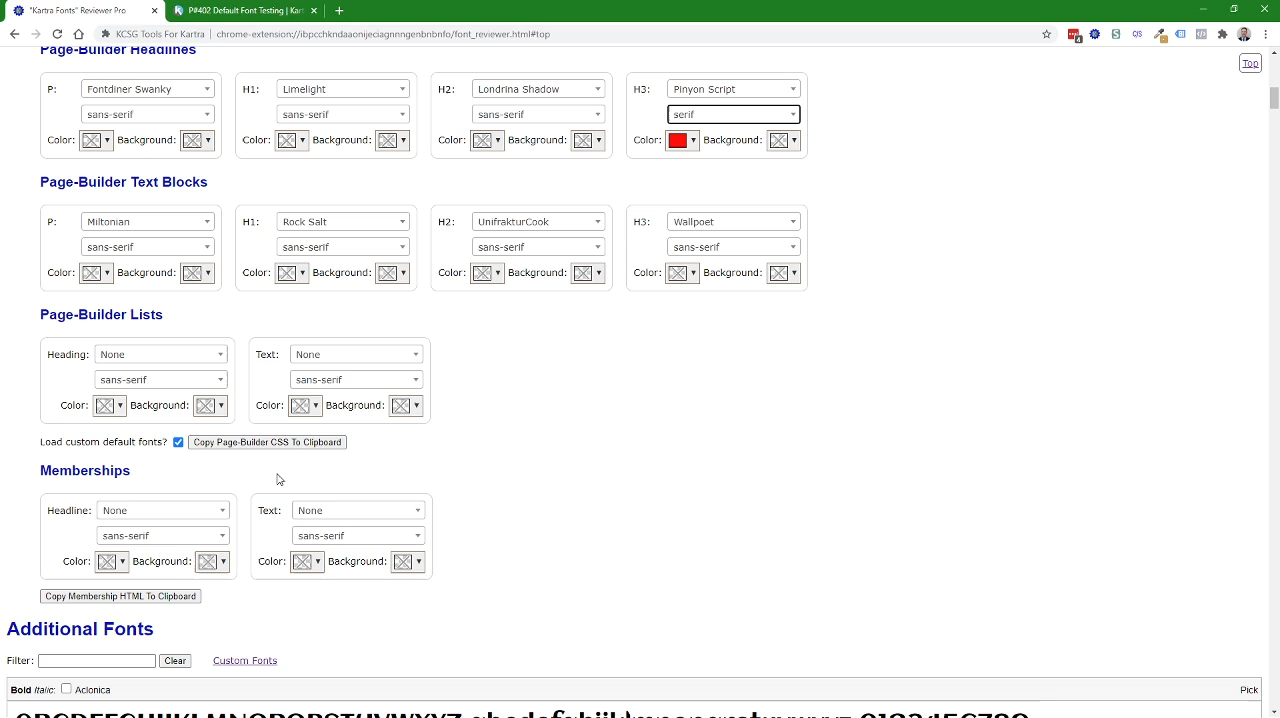 "Kartra Fonts" Reviewer Pro
P#402 Default Font Testing | Kart
KCSG Tools For Kartra | chrome-extension://ibpcchkndaaonijeciagnnngenbnbnfo/font_reviewer.html#top
Page-Builder Headlines
Top
P: Fontdiner Swanky H1: Limelight H2: Londrina Shadow H3: Pinyon Script
sans-serif sans-serif sans-serif serif
Color: Background: Color: Background: Color: Background: Color: Background:
Page-Builder Text Blocks
P: Miltonian H1: Rock Salt H2: UnifrakturCook H3: Wallpoet
sans-serif sans-serif sans-serif sans-serif
Color: Background: Color: Background: Color: Background: Color: Background:
Page-Builder Lists
Heading: None Text: None
sans-serif sans-serif
Color: Background: Color: Background:
Load custom default fonts? Copy Page-Builder CSS To Clipboard
Memberships
Headline: None Text: None
sans-serif sans-serif
Color: Background: Color: Background:
Copy Membership HTML To Clipboard
Additional Fonts
Filter: Clear Custom Fonts
Bold Italic: Aclonica Pick